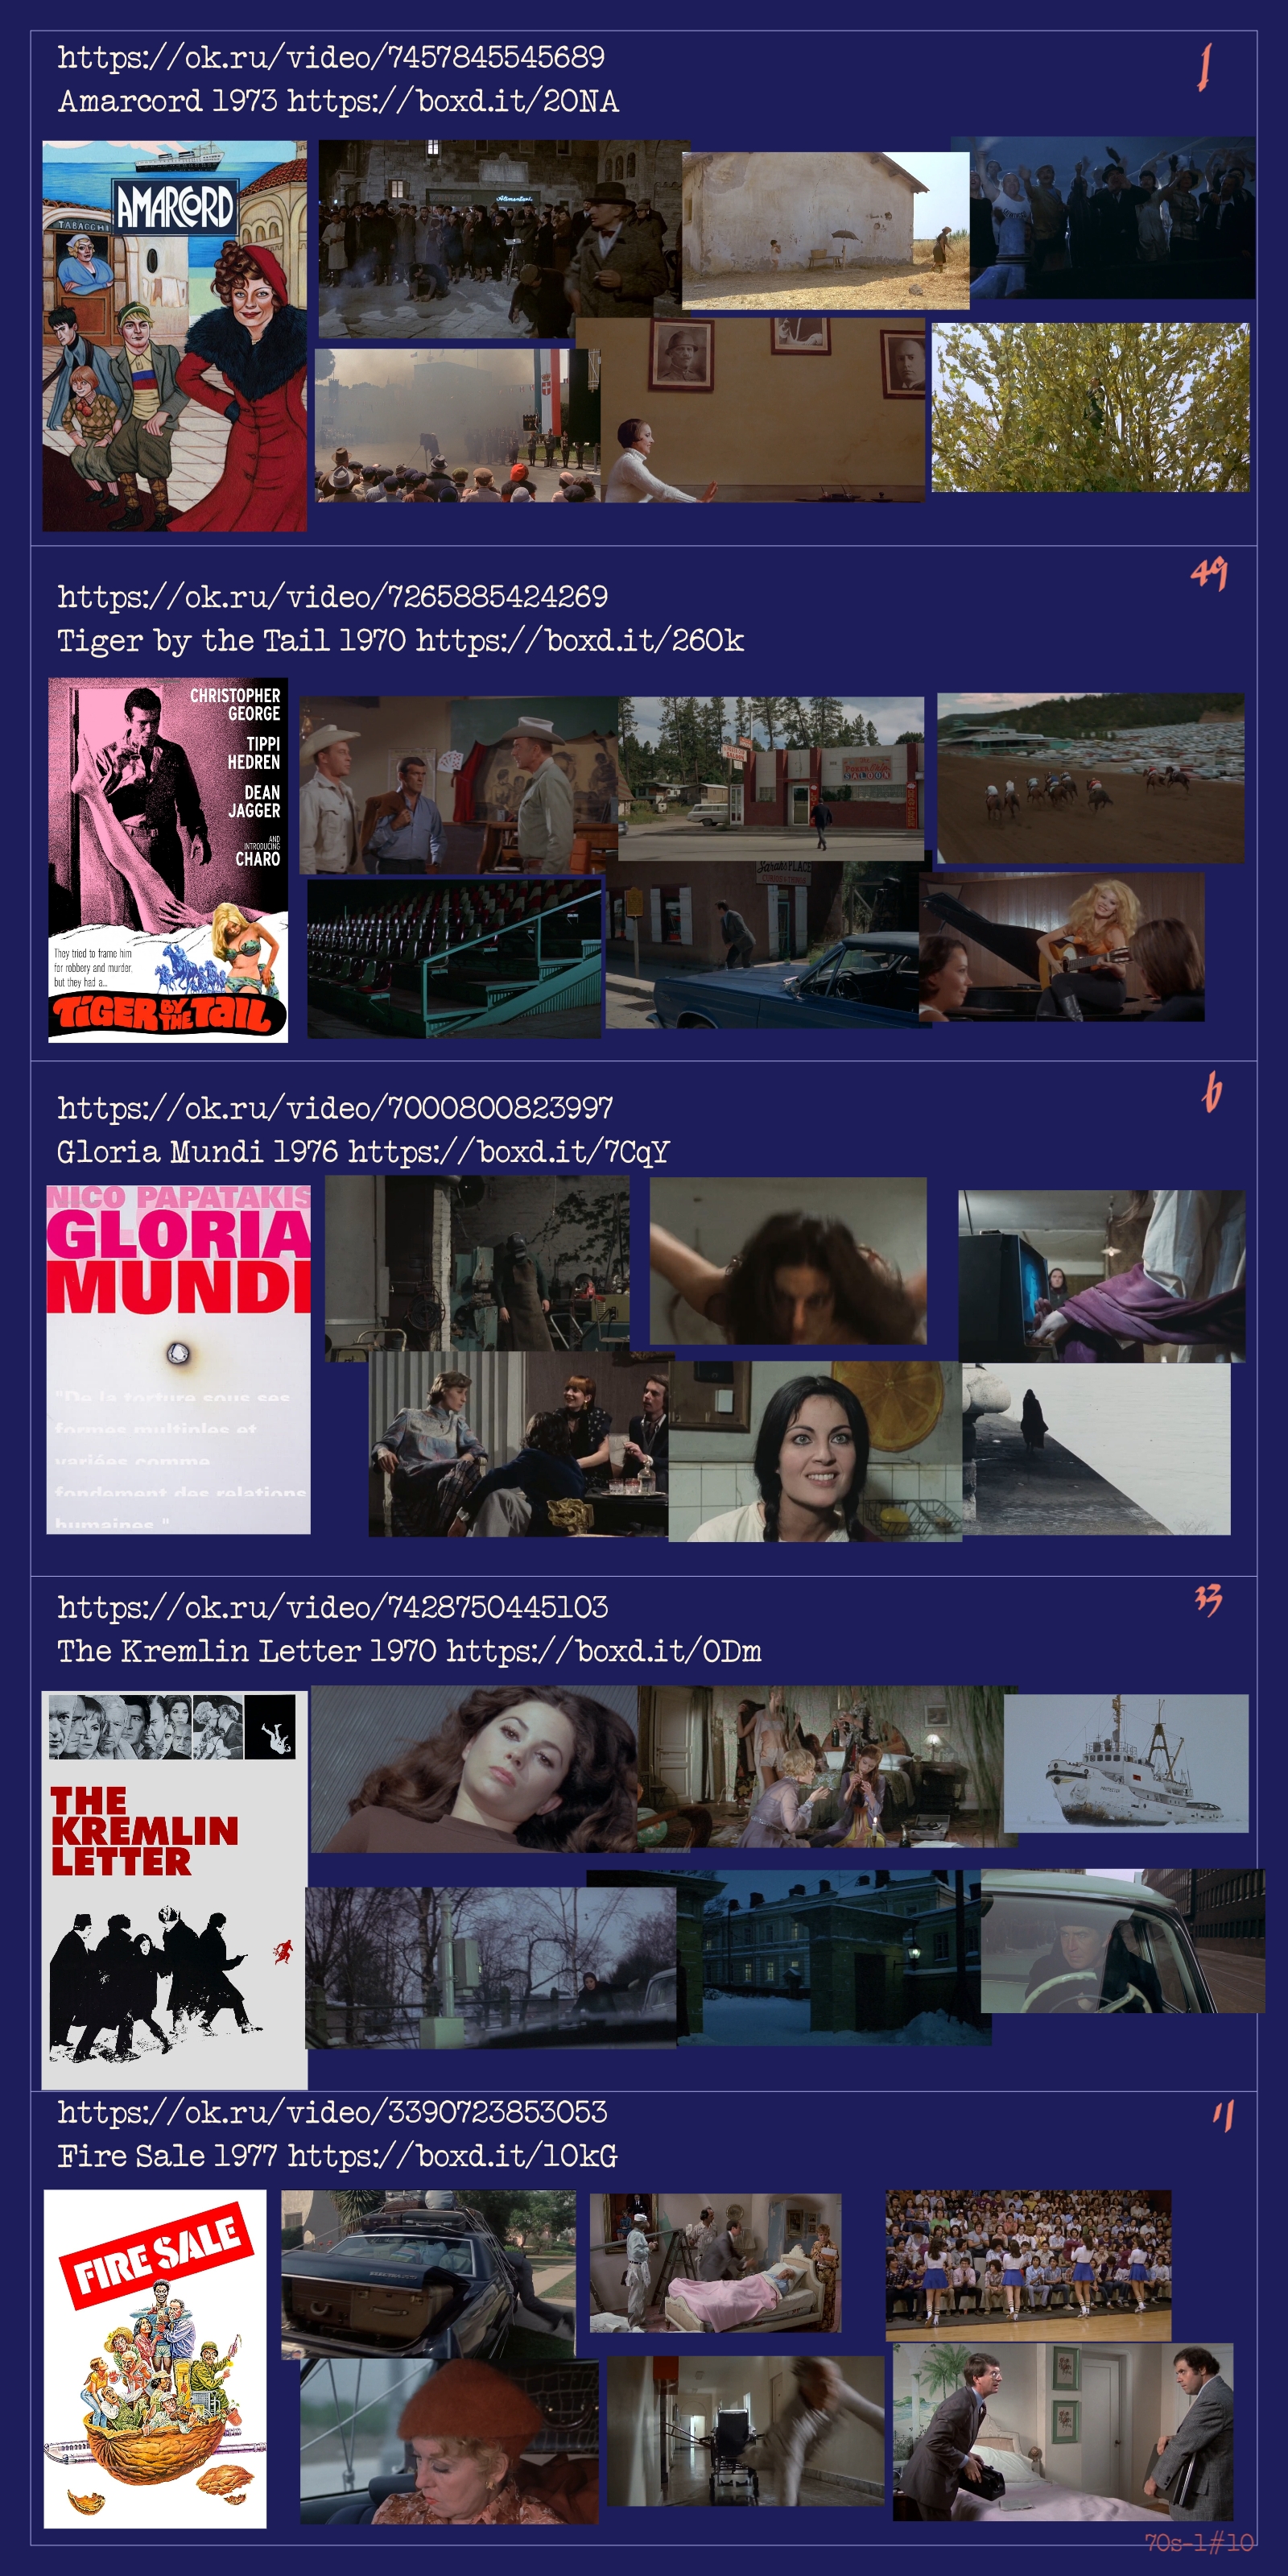 https://ok.ru/video/7457845545689
1
Amarcord 1973 https://boxd.it/20NA
AMARCORD
TABACCHI
Alimentari.
https://ok.ru/video/7265885424269
49
Tiger by the Tail 1970 https://boxd.it/260k
CHRISTOPHER
GEORGE
TIPPI
HEDREN
DEAN
JAGGER
AND
INTRODUCING
CHARO
SALOON
Sarah's PLACE
They tried to frame him
for robbery and murder.
but they had a...
TIGER BY THE TAIL
https://ok.ru/video/7000800823997
6
Gloria Mundi 1976 https://boxd.it/7CqY
NICO PAPATAKIS
GLORIA
MUNDI
"De la torture sous ses
formes multiples et
variées comme
fondement des relations
humaines."
https://ok.ru/video/7428750445103
33
The Kremlin Letter 1970 https://boxd.it/0Dm
THE
KREMLIN
LETTER
https://ok.ru/video/3390723853053
11
Fire Sale 1977 https://boxd.it/10kG
FIRE SALE
70s-1#10